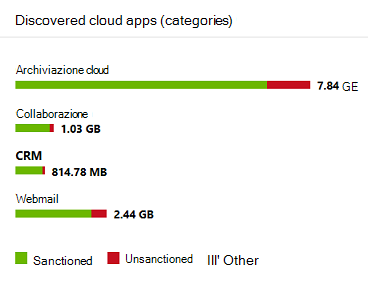 Discovered cloud apps (categories)
Archiviazione cloud
7.84 GE
Collaborazione
1.03 GB
CRM
814.78 MB
Webmail
2.44 GB
Sanctioned Unsanctioned III' Other